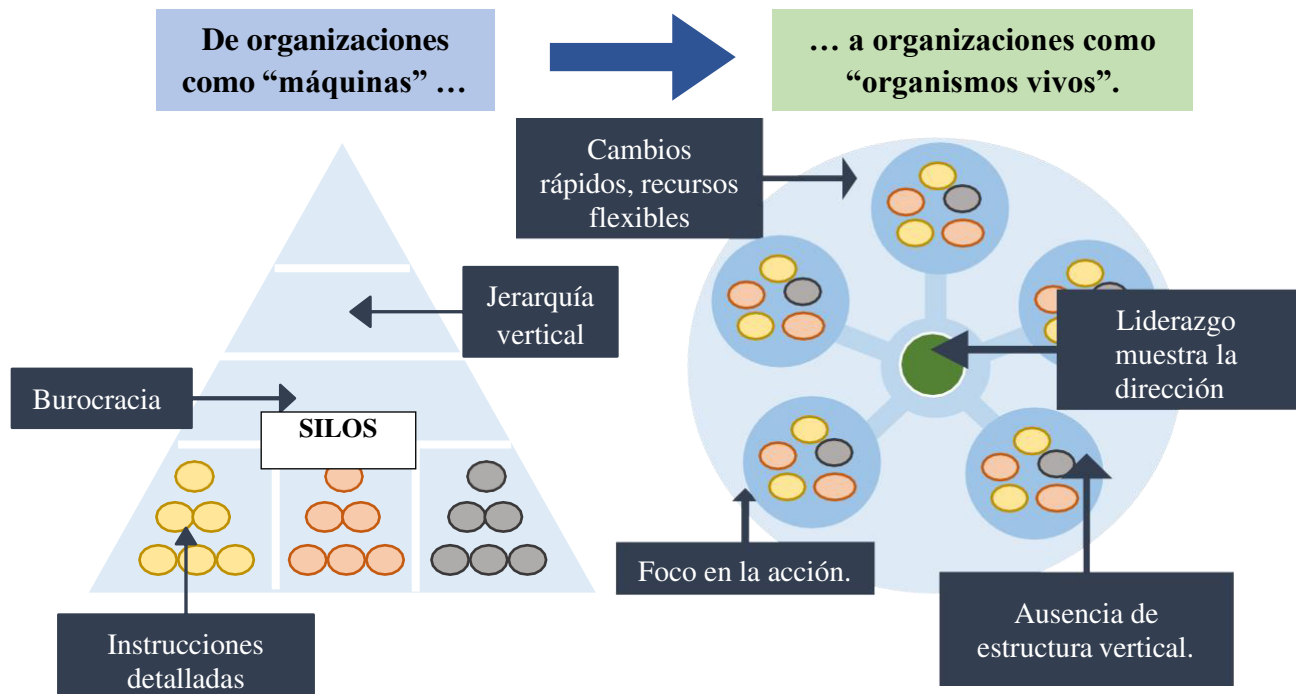 De organizaciones
como “máquinas” …
… a organizaciones como
“organismos vivos”.
Cambios
rápidos, recursos
flexibles
Jerarquía
vertical
Liderazgo
muestra la
dirección
Burocracia
SILOS
Foco en la acción.
Ausencia de
estructura vertical.
Instrucciones
detalladas